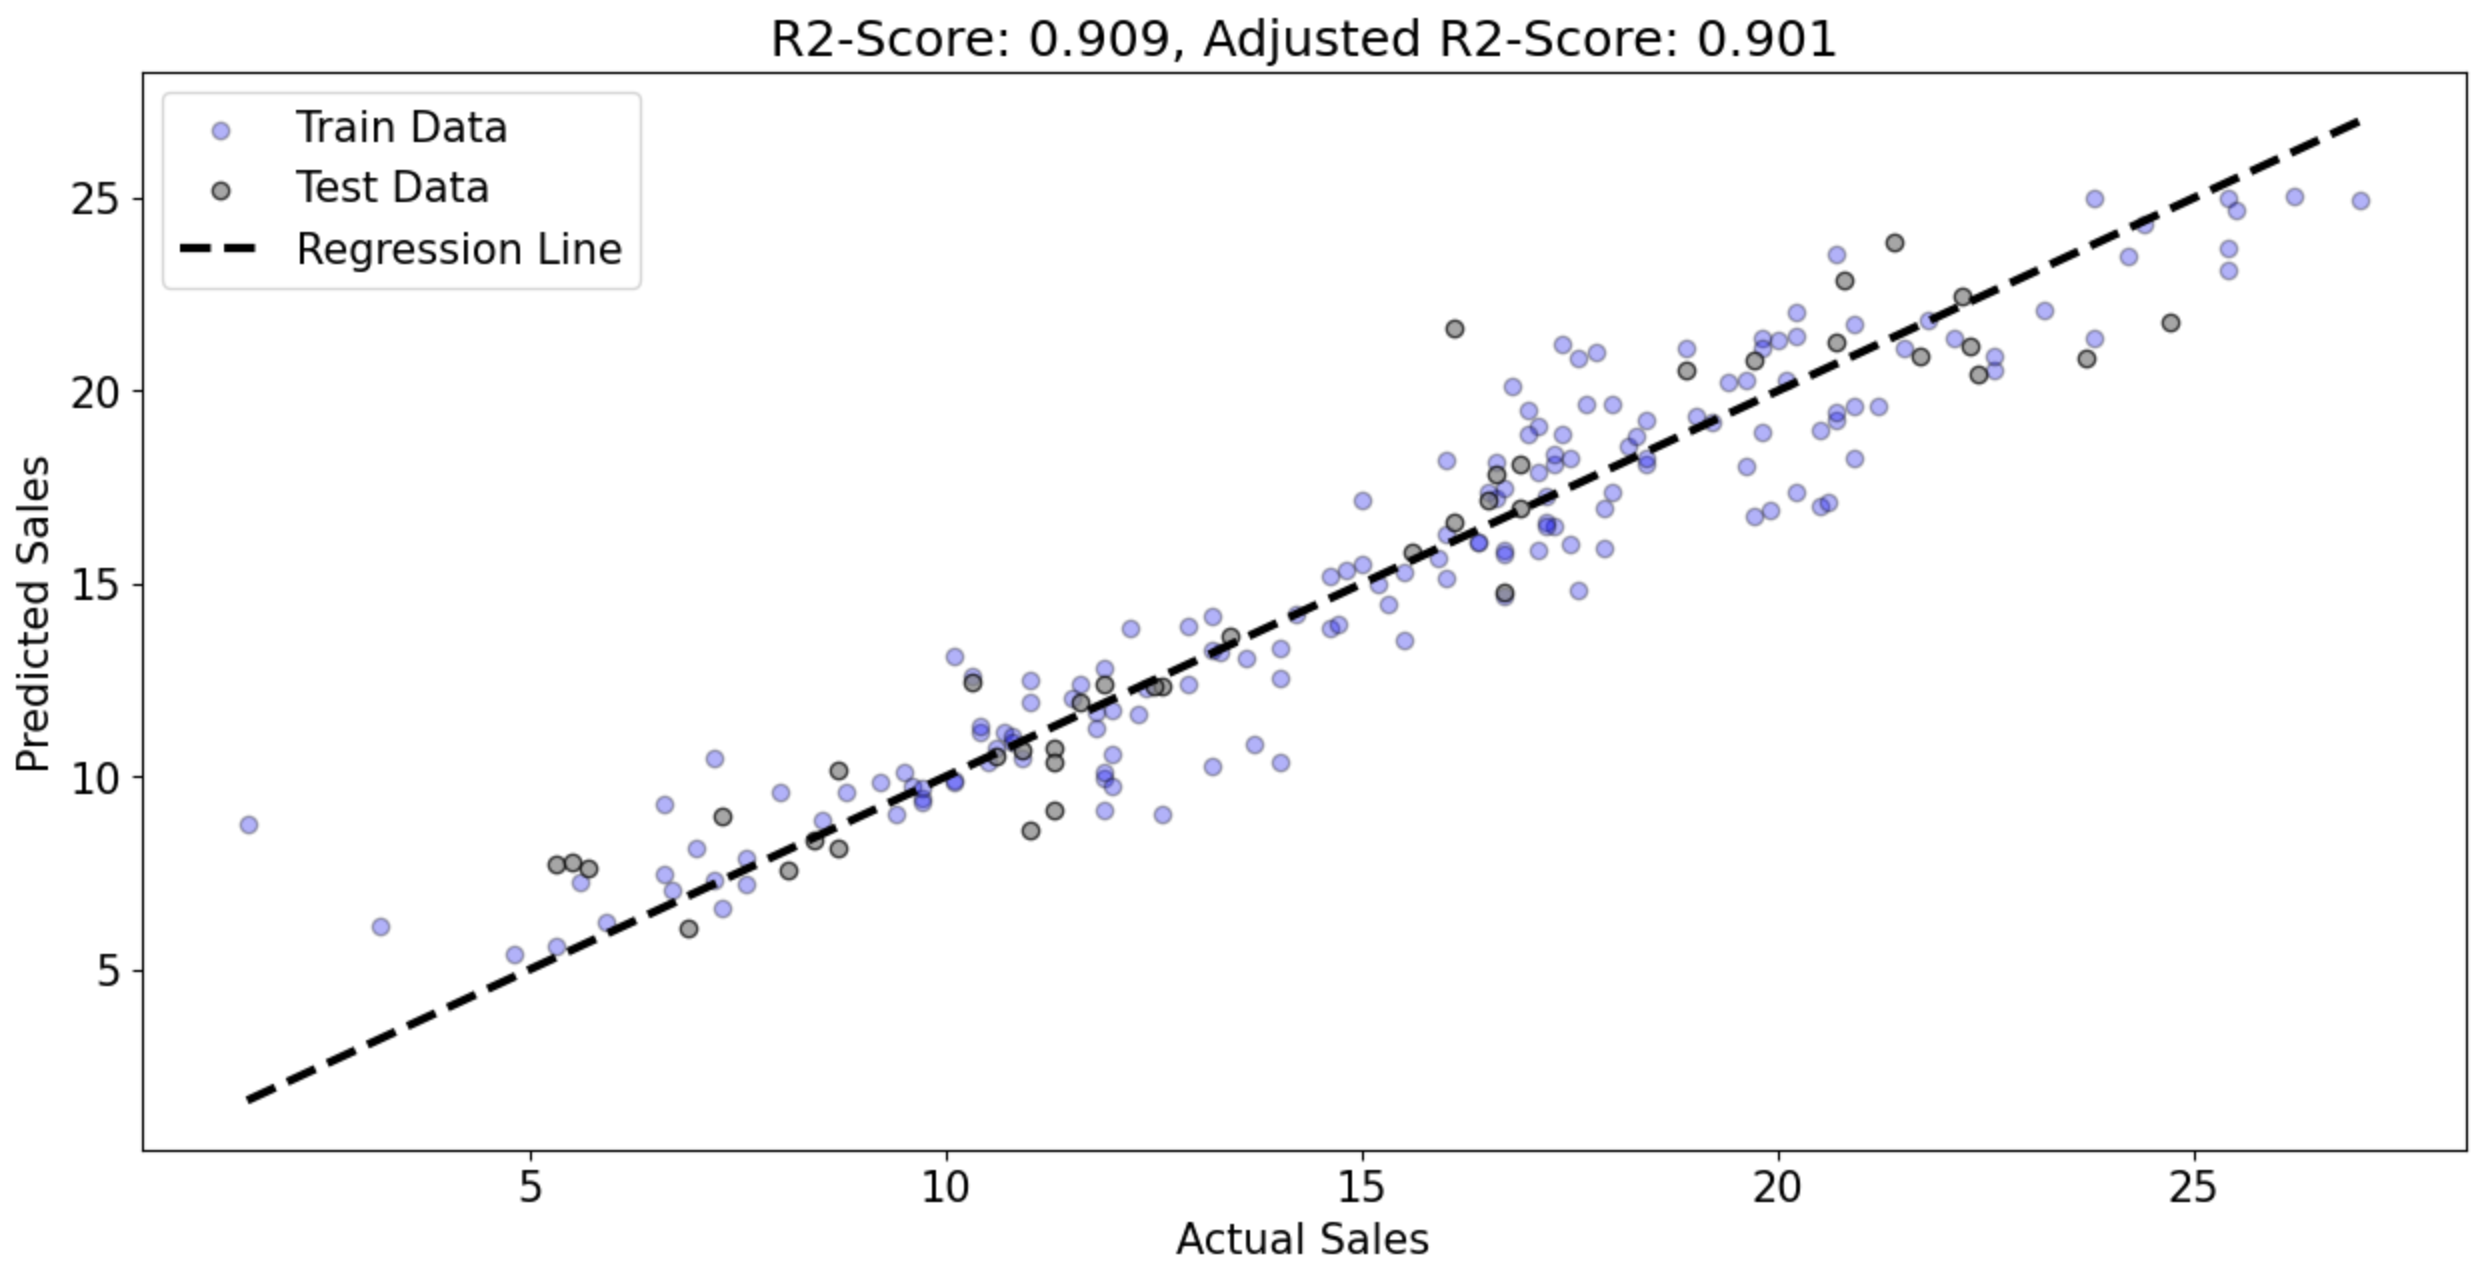 R2-Score: 0.909, Adjusted R2-Score: 0.901
Train Data
Test Data
Regression Line
25
20
15
10
5
Predicted Sales
5 10 15 20 25
Actual Sales